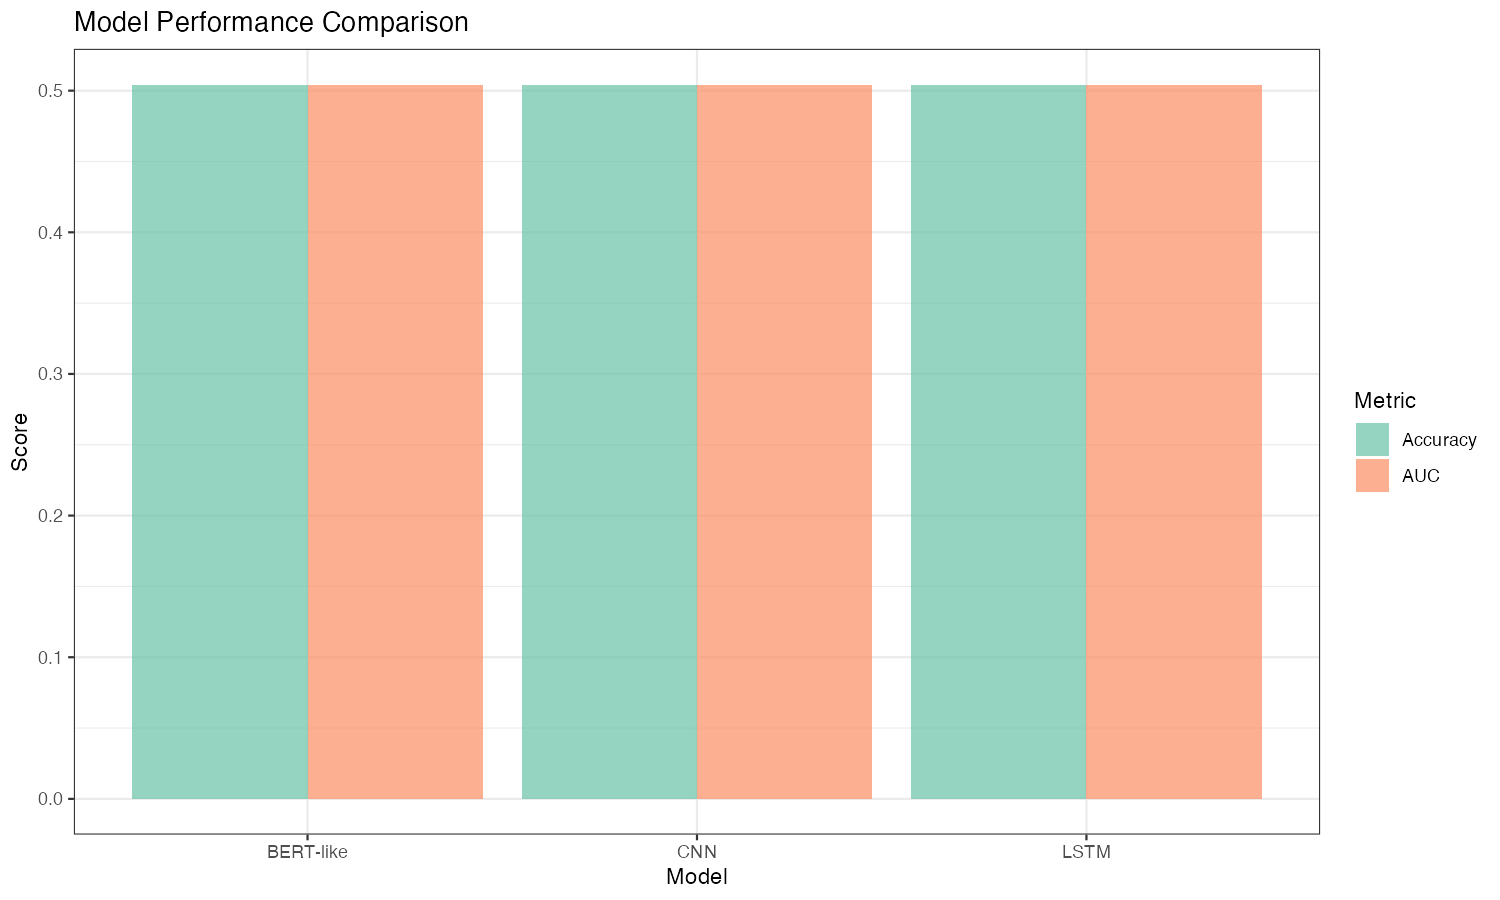 Model Performance Comparison
Score
0.5
0.4
0.3
0.2
0.1
0.0
BERT-like
CNN
LSTM
Model
Metric
Accuracy
AUC